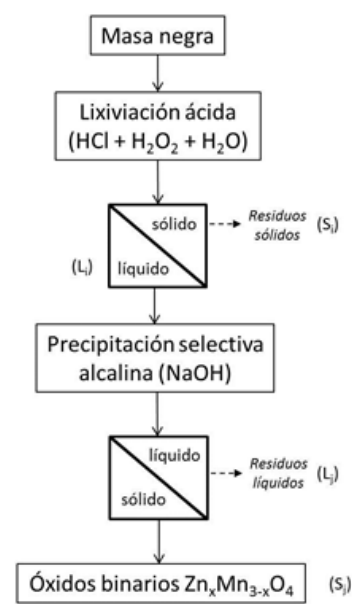 Masa negra
Lixiviación ácida
(HCl + H₂O₂ + H₂O)
sólido
líquido
(Lᵢ)
Residuos
sólidos
(Sᵢ)
Precipitación selectiva
alcalina (NaOH)
líquido
sólido
Residuos
líquidos
(Lⱼ)
Óxidos binarios ZnₓMn₃₋ₓO₄
(Sⱼ)